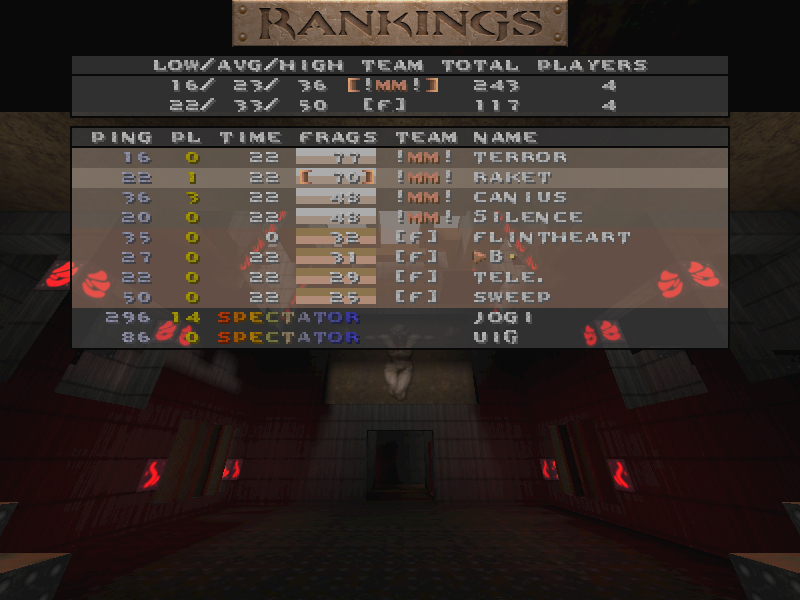 RANKINGS
LOW/AVG/HIGH TEAM TOTAL PLAYERS
16/ 23/ 36 [!MM!] 243 4
22/ 33/ 50 [F] 117 4
PING PL TIME FRAGS TEAM NAME
16 0 22 77 !MM! TERROR
22 1 22 [ 70] !MM! RAKET
36 3 22 48 !MM! CANIUS
20 0 22 48 !MM! SILENCE
35 0 0 32 [F] FLINTHEART
27 0 22 31 [F] B
22 0 22 29 [F] TELE.
50 0 22 25 [F] SWEEP
296 14 SPECTATOR JOGI
86 0 SPECTATOR UIG